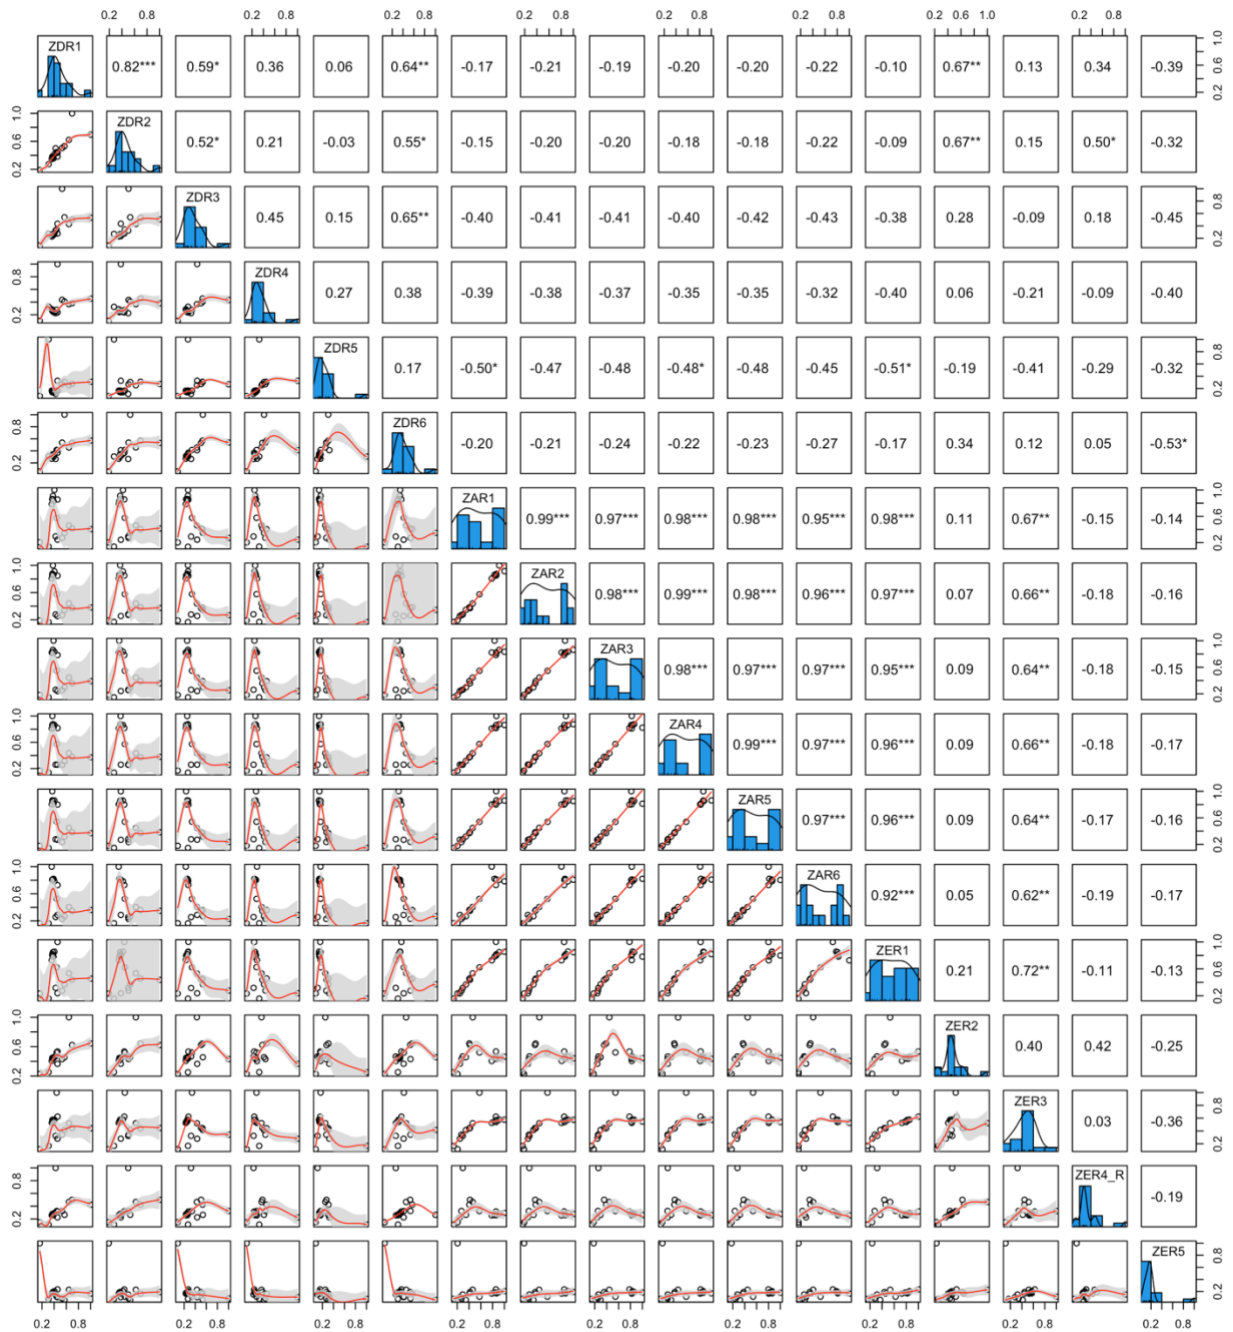 0.2 0.8 0.2 0.8 0.2 0.8 0.2 0.8 0.2 0.8 0.2 0.8 0.2 0.6 1.0 0.2 0.8
ZDR1 0.82*** 0.59* 0.36 0.06 0.64** -0.17 -0.21 -0.19 -0.20 -0.20 -0.22 -0.10 0.67** 0.13 0.34 -0.39 0.2 0.6 1.0
0.2 0.6 1.0 ZDR2 0.52* 0.21 -0.03 0.55* -0.15 -0.20 -0.20 -0.18 -0.18 -0.22 -0.09 0.67** 0.15 0.50* -0.32
ZDR3 0.45 0.15 0.65** -0.40 -0.41 -0.41 -0.40 -0.42 -0.43 -0.38 0.28 -0.09 0.18 -0.45 0.2 0.8
0.2 0.8 ZDR4 0.27 0.38 -0.39 -0.38 -0.37 -0.35 -0.35 -0.32 -0.40 0.06 -0.21 -0.09 -0.40
ZDR5 0.17 -0.50* -0.47 -0.48 -0.48* -0.48 -0.45 -0.51* -0.19 -0.41 -0.29 -0.32 0.2 0.8
0.2 0.8 ZDR6 -0.20 -0.21 -0.24 -0.22 -0.23 -0.27 -0.17 0.34 0.12 0.05 -0.53*
ZAR1 0.99*** 0.97*** 0.98*** 0.98*** 0.95*** 0.98*** 0.11 0.67** -0.15 -0.14 0.2 0.6 1.0
0.2 0.6 1.0 ZAR2 0.98*** 0.99*** 0.98*** 0.96*** 0.97*** 0.07 0.66** -0.18 -0.16
ZAR3 0.98*** 0.97*** 0.97*** 0.95*** 0.09 0.64** -0.18 -0.15 0.2 0.6 1.0
0.2 0.6 1.0 ZAR4 0.99*** 0.97*** 0.96*** 0.09 0.66** -0.18 -0.17
ZAR5 0.97*** 0.96*** 0.09 0.64** -0.17 -0.16 0.2 0.6 1.0
0.2 0.6 1.0 ZAR6 0.92*** 0.05 0.62** -0.19 -0.17
ZER1 0.21 0.72** -0.11 -0.13 0.2 0.6 1.0
0.2 0.6 1.0 ZER2 0.40 0.42 -0.25
ZER3 0.03 -0.36 0.2 0.8
0.2 0.8 ZER4_R -0.19
ZER5 0.2 0.8
0.2 0.8 0.2 0.8 0.2 0.8 0.2 0.8 0.2 0.8 0.2 0.8 0.2 0.8 0.2 0.8 0.2 0.8